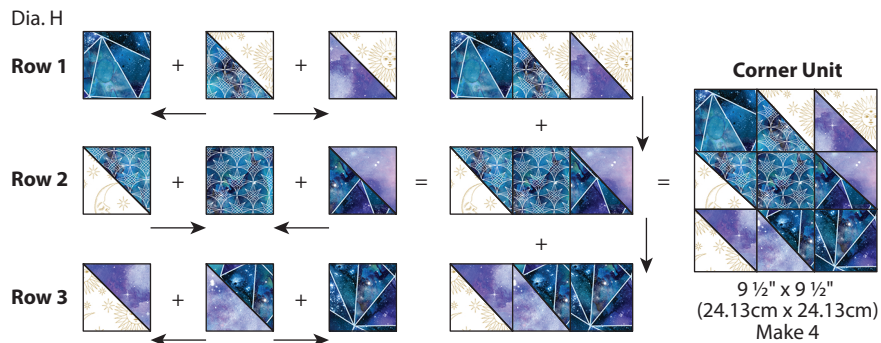 Dia. H
Row 1
+
+
+
Corner Unit
Row 2
+
+
=
=
+
Row 3
+
+
9 ½" x 9 ½"
(24.13cm x 24.13cm)
Make 4